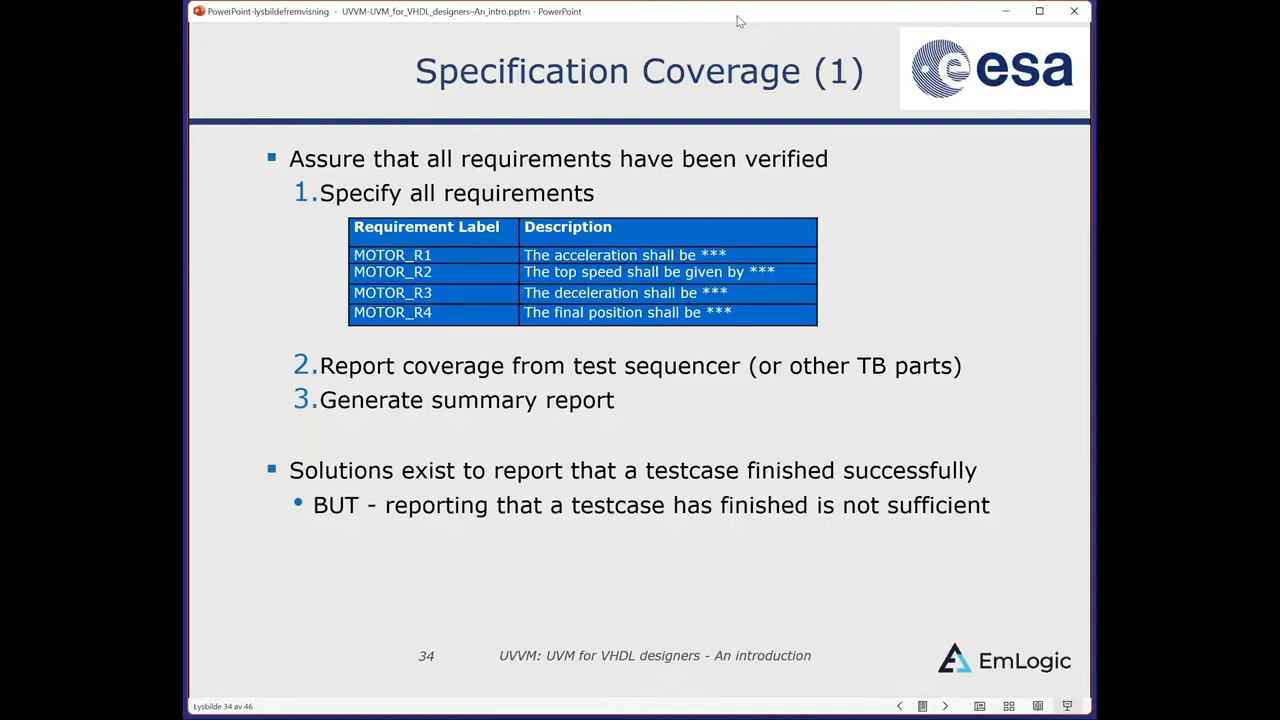 PowerPoint-lysbildefremvisning - UVVM-UVM_for_VHDL_designers–An_intro.pptm - PowerPoint
Specification Coverage (1)
esa
Assure that all requirements have been verified
1.Specify all requirements
Requirement Label Description
MOTOR_R1 The acceleration shall be ***
MOTOR_R2 The top speed shall be given by ***
MOTOR_R3 The deceleration shall be ***
MOTOR_R4 The final position shall be ***
2.Report coverage from test sequencer (or other TB parts)
3.Generate summary report
Solutions exist to report that a testcase finished successfully
BUT - reporting that a testcase has finished is not sufficient
34 UVVM: UVM for VHDL designers - An introduction
EmLogic
Lysbilde 34 av 46